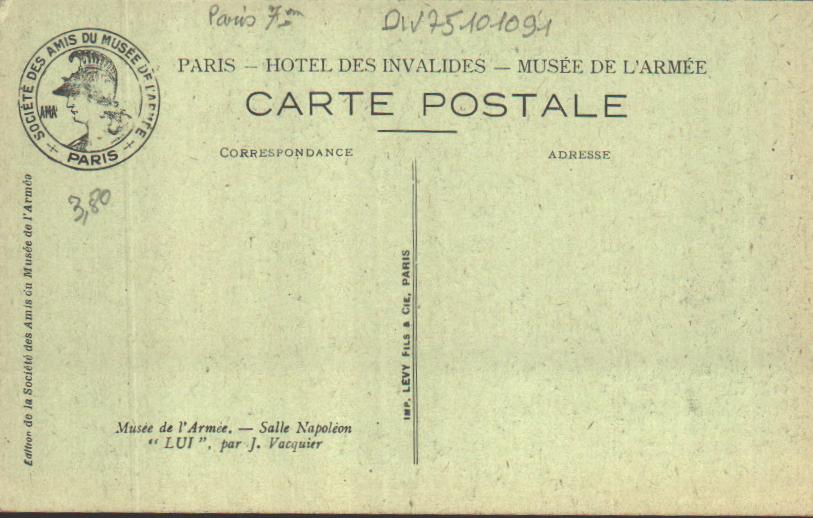 Paris 7em
DIV75101091
SOCIÉTÉ DES AMIS DU MUSÉE DE L'ARMÉE
AMA
PARIS
PARIS — HOTEL DES INVALIDES — MUSÉE DE L'ARMÉE
CARTE POSTALE
CORRESPONDANCE
ADRESSE
3,80
Edition de la Société des Amis du Musée de l'Armée
IMP. LEVY FILS & CIE, PARIS
Musée de l'Armée. — Salle Napoléon
“ LUI ”, par J. Vacquier